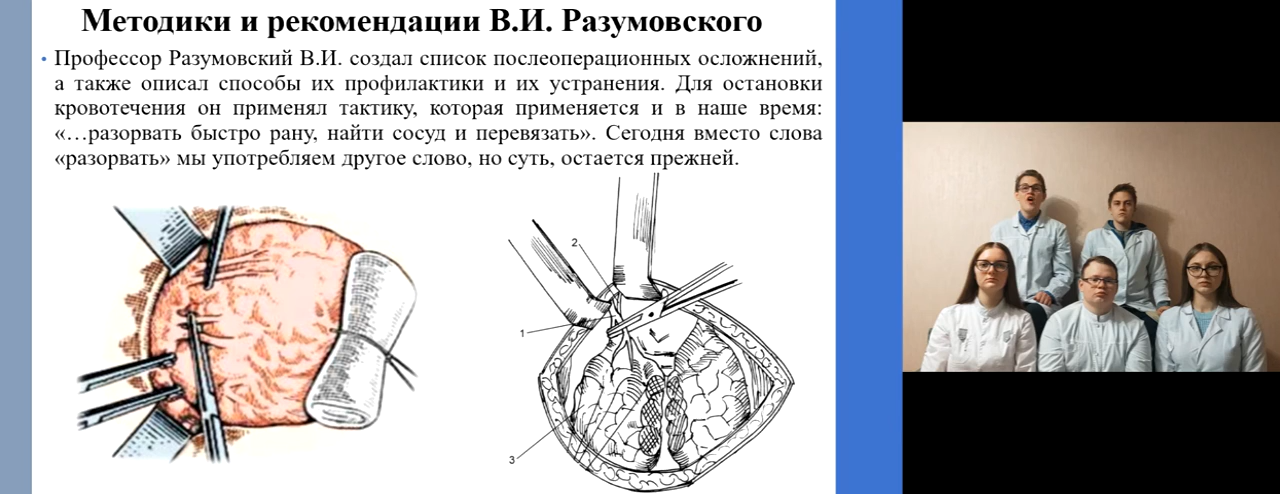 Методики и рекомендации В.И. Разумовского
• Профессор Разумовский В.И. создал список послеоперационных осложнений,
а также описал способы их профилактики и их устранения. Для остановки
кровотечения он применял тактику, которая применяется и в наше время:
«…разорвать быстро рану, найти сосуд и перевязать». Сегодня вместо слова
«разорвать» мы употребляем другое слово, но суть, остается прежней.
2
1
3